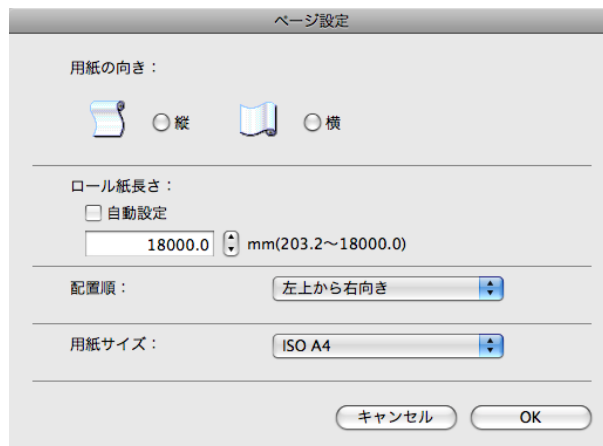 ページ設定
用紙の向き：
縦 横
ロール紙長さ：
自動設定
18000.0 mm(203.2〜18000.0)
配置順： 左上から右向き
用紙サイズ： ISO A4
キャンセル OK